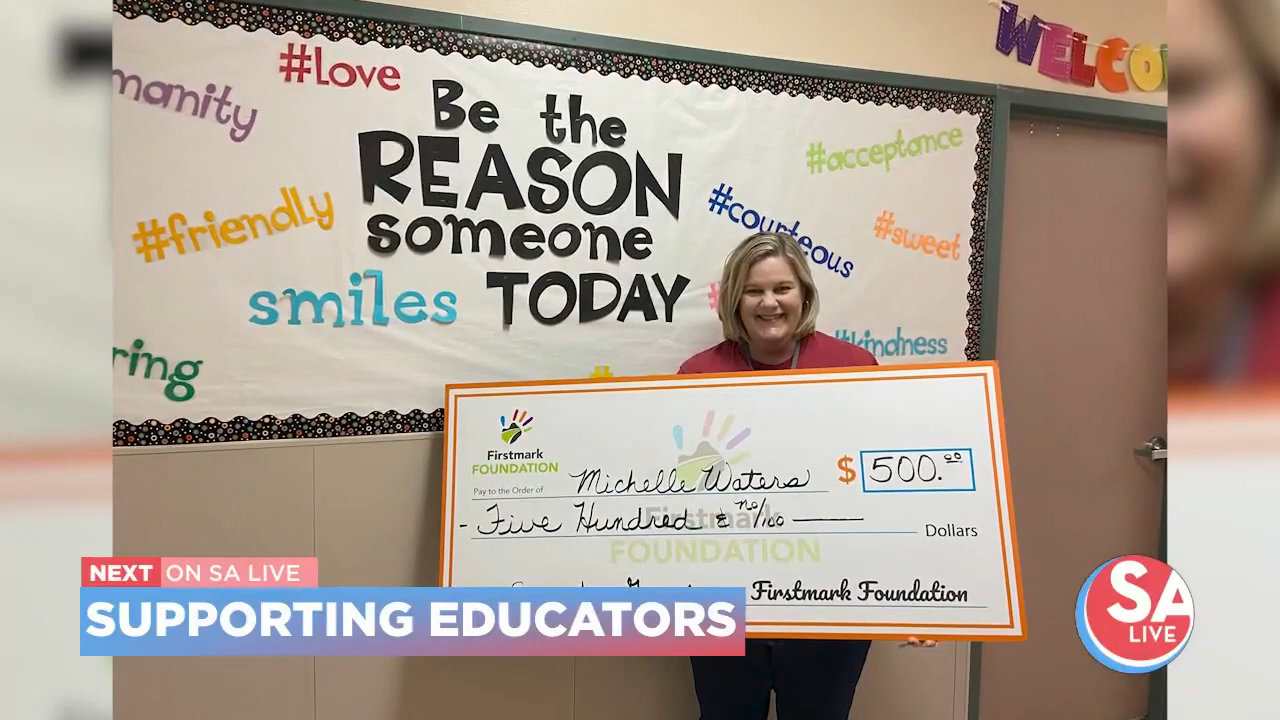 WELCO
#Love
manity
Be the
REASON
someone
smiles TODAY
#acceptance
#friendly
#courteous
#sweet
#kindness
ring
Firstmark
FOUNDATION
Pay to the Order of Michelle Waters $ 500.00
Five Hundred & no/100 Dollars
Firstmark
FOUNDATION
Firstmark Foundation
NEXT ON SA LIVE
SUPPORTING EDUCATORS
SA
LIVE